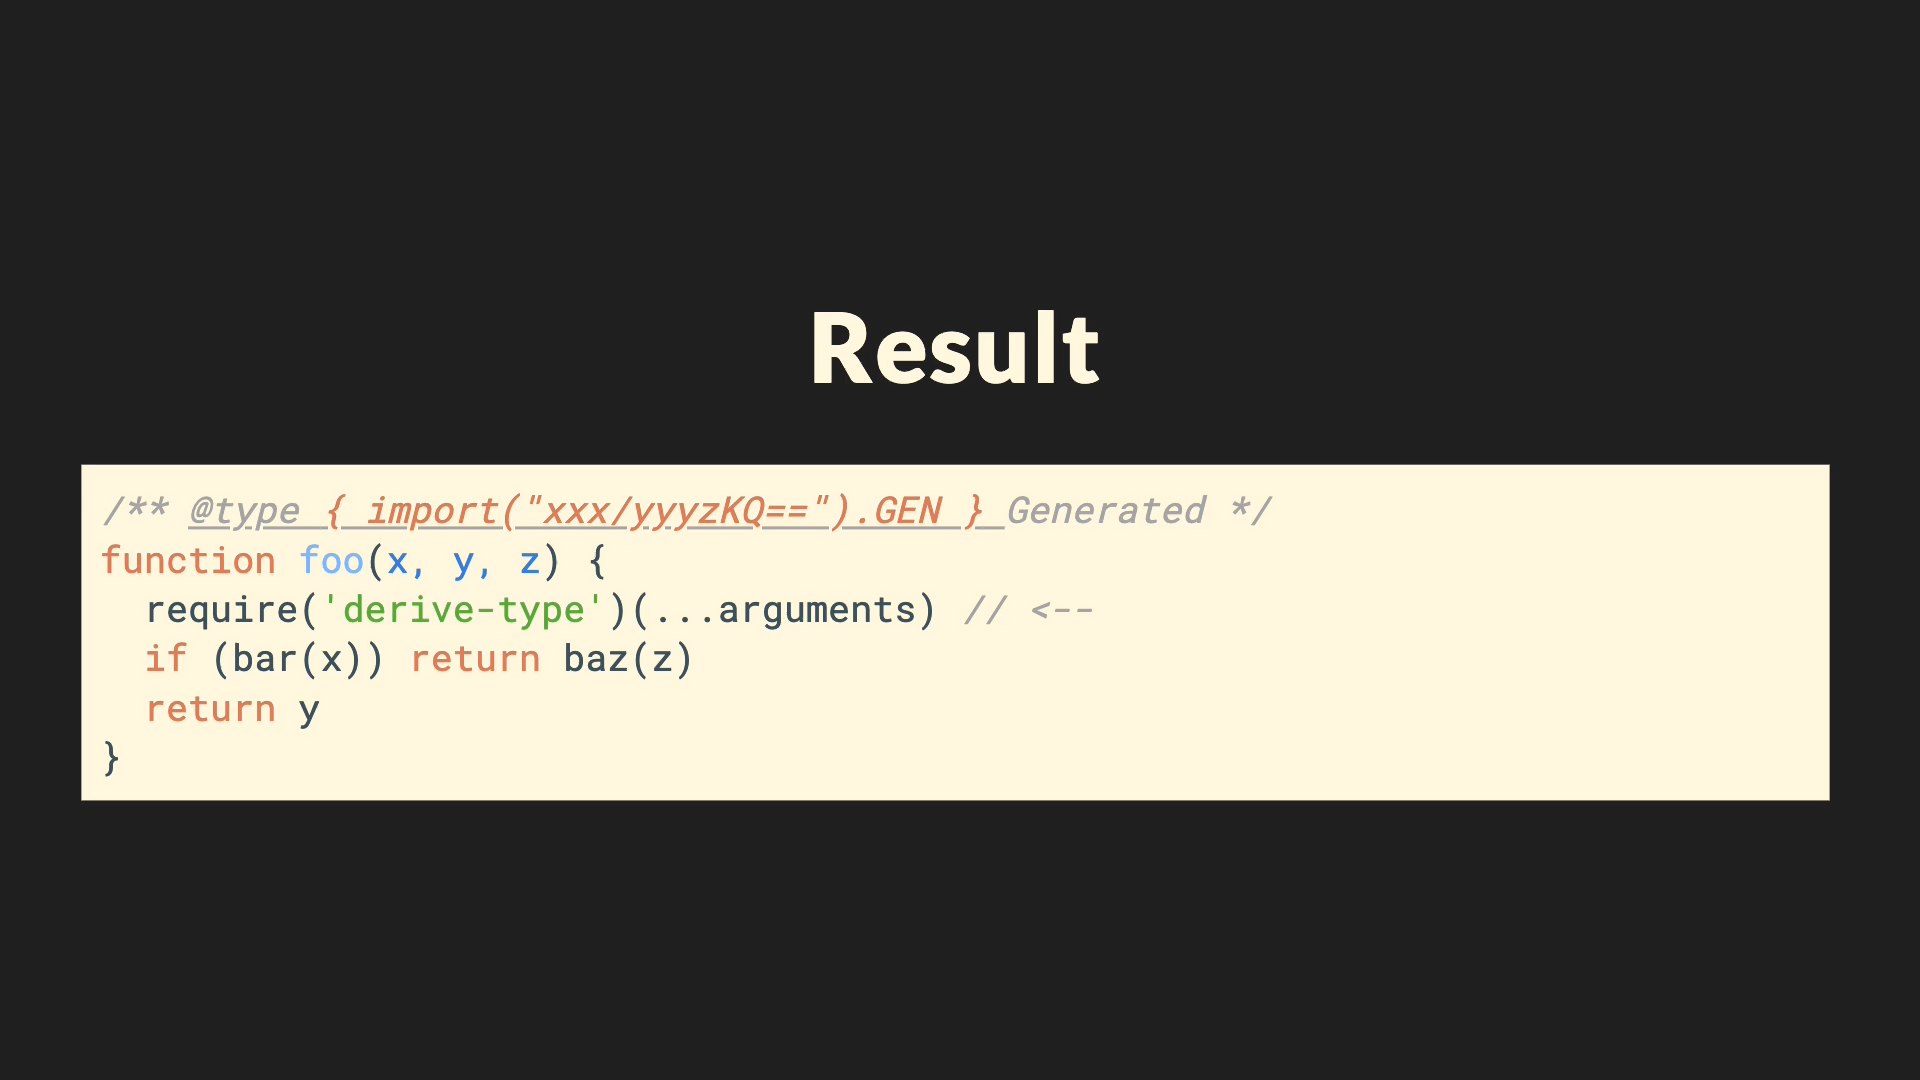 Result
/** @type { import("xxx/yyyzKQ==").GEN } Generated */
function foo(x, y, z) {
  require('derive-type')(...arguments) // <--
  if (bar(x)) return baz(z)
  return y
}